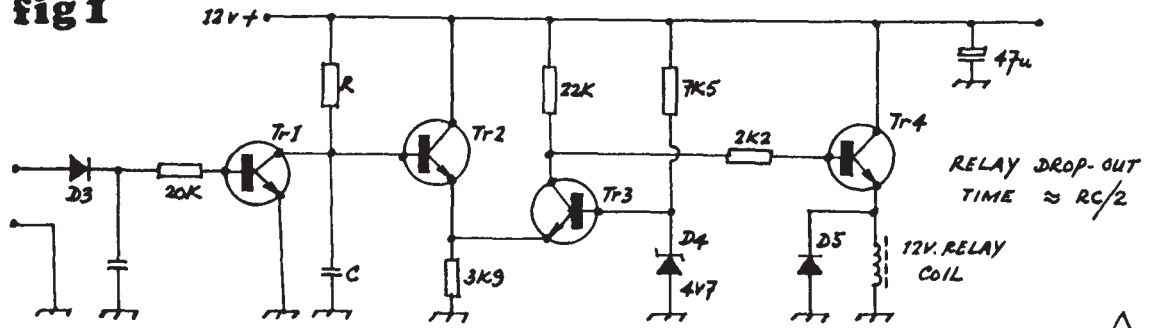 fig I
12v+
R
22K
7K5
47u
Tr1
Tr2
2K2
Tr4
D3
20K
Tr3
RELAY DROP-OUT
TIME ≈ RC/2
C
3K9
D4
4V7
D5
12V. RELAY
COIL